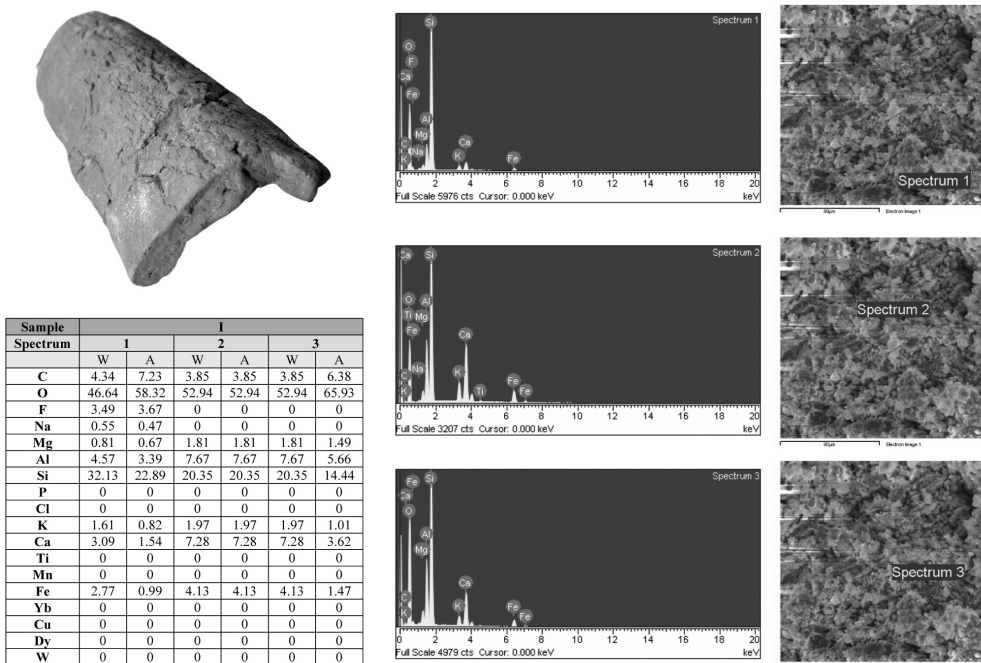 Sample I
Spectrum 1 2 3
W A W A W A
C 4.34 7.23 3.85 3.85 3.85 6.38
O 46.64 58.32 52.94 52.94 52.94 65.93
F 3.49 3.67 0 0 0 0
Na 0.55 0.47 0 0 0 0
Mg 0.81 0.67 1.81 1.81 1.81 1.49
Al 4.57 3.39 7.67 7.67 7.67 5.66
Si 32.13 22.89 20.35 20.35 20.35 14.44
P 0 0 0 0 0 0
Cl 0 0 0 0 0 0
K 1.61 0.82 1.97 1.97 1.97 1.01
Ca 3.09 1.54 7.28 7.28 7.28 3.62
Ti 0 0 0 0 0 0
Mn 0 0 0 0 0 0
Fe 2.77 0.99 4.13 4.13 4.13 1.47
Yb 0 0 0 0 0 0
Cu 0 0 0 0 0 0
Dy 0 0 0 0 0 0
W 0 0 0 0 0 0
Spectrum 1
Si
O
F
Ca
Fe
Al
Mg
C
Na
K
K
Ca
Fe
0 2 4 6 8 10 12 14 16 18 20
Full Scale 5976 cts Cursor: 0.000 keV keV
Spectrum 1
80µm Electron Image 1
Spectrum 2
Ca
Si
O
Al
Ti
Mg
Fe
Ca
Na
C
K
K
Ti
Fe
Fe
0 2 4 6 8 10 12 14 16 18 20
Full Scale 3207 cts Cursor: 0.000 keV keV
Spectrum 2
80µm Electron Image 1
Spectrum 3
Si
Fe
Ca
O
Al
Mg
Ca
C
K
K
Fe
Fe
0 2 4 6 8 10 12 14 16 18 20
Full Scale 4979 cts Cursor: 0.000 keV keV
Spectrum 3